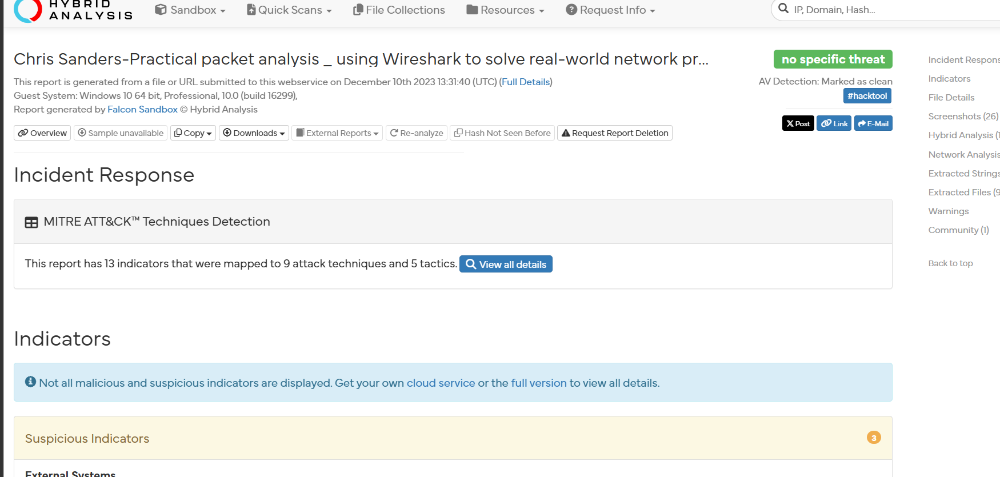 HYBRID
ANALYSIS
Sandbox
Quick Scans
File Collections
Resources
Request Info
IP, Domain, Hash...
Chris Sanders-Practical packet analysis _ using Wireshark to solve real-world network pr...
no specific threat
This report is generated from a file or URL submitted to this webservice on December 10th 2023 13:31:40 (UTC) (Full Details)
AV Detection: Marked as clean
Guest System: Windows 10 64 bit, Professional, 10.0 (build 16299),
#hacktool
Report generated by Falcon Sandbox © Hybrid Analysis
X Post
Link
E-Mail
Overview
Sample unavailable
Copy
Downloads
External Reports
Re-analyze
Hash Not Seen Before
Request Report Deletion
Incident Response
MITRE ATT&CK™ Techniques Detection
This report has 13 indicators that were mapped to 9 attack techniques and 5 tactics.
View all details
Indicators
Not all malicious and suspicious indicators are displayed. Get your own cloud service or the full version to view all details.
Suspicious Indicators
3
External Systems
Incident Respons
Indicators
File Details
Screenshots (26)
Hybrid Analysis (1
Network Analysis
Extracted Strings
Extracted Files (9
Warnings
Community (1)
Back to top